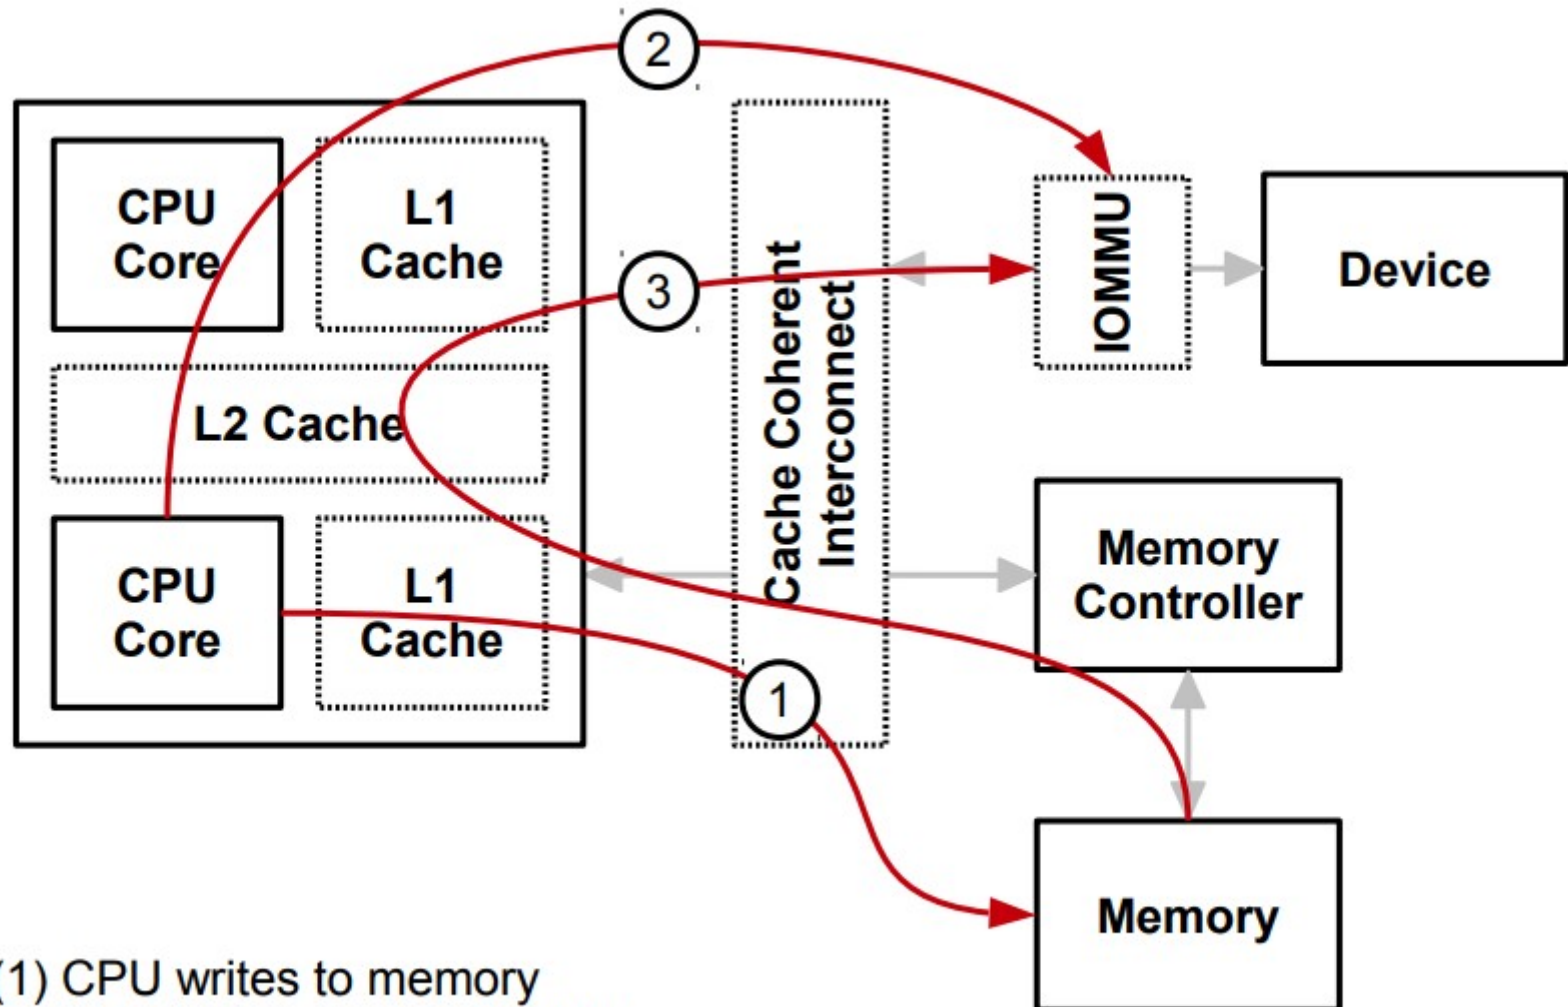 2
CPU
Core
L1
Cache
3
Cache Coherent
Interconnect
IOMMU
Device
L2 Cache
CPU
Core
L1
Cache
Memory
Controller
1
Memory
(1) CPU writes to memory